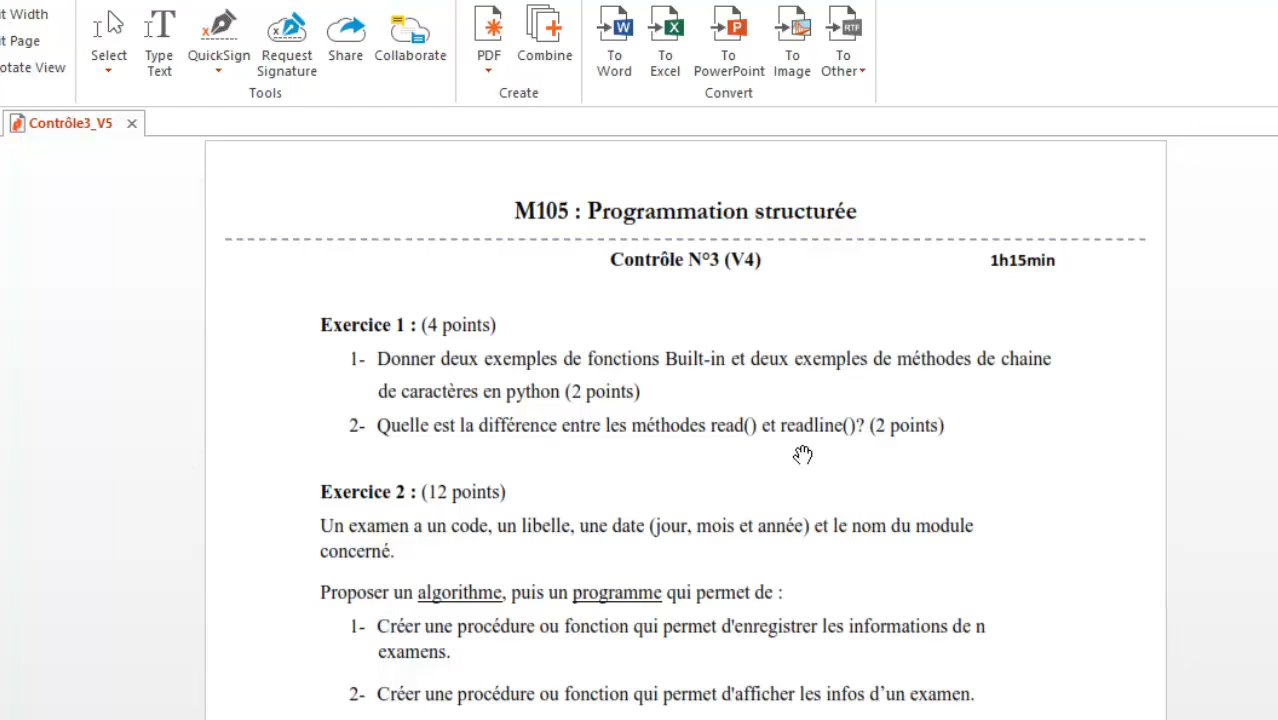 it Width
it Page
otate View
Select
Type
Text
QuickSign
Request
Signature
Share
Collaborate
Tools
PDF
Combine
Create
W
To
Word
X
To
Excel
P
To
PowerPoint
To
Image
RTF
To
Other
Convert
Contrôle3_V5
M105 : Programmation structurée
Contrôle N°3 (V4) 1h15min
Exercice 1 : (4 points)
1- Donner deux exemples de fonctions Built-in et deux exemples de méthodes de chaine
de caractères en python (2 points)
2- Quelle est la différence entre les méthodes read() et readline()? (2 points)
Exercice 2 : (12 points)
Un examen a un code, un libelle, une date (jour, mois et année) et le nom du module
concerné.
Proposer un algorithme, puis un programme qui permet de :
1- Créer une procédure ou fonction qui permet d'enregistrer les informations de n
examens.
2- Créer une procédure ou fonction qui permet d'afficher les infos d’un examen.